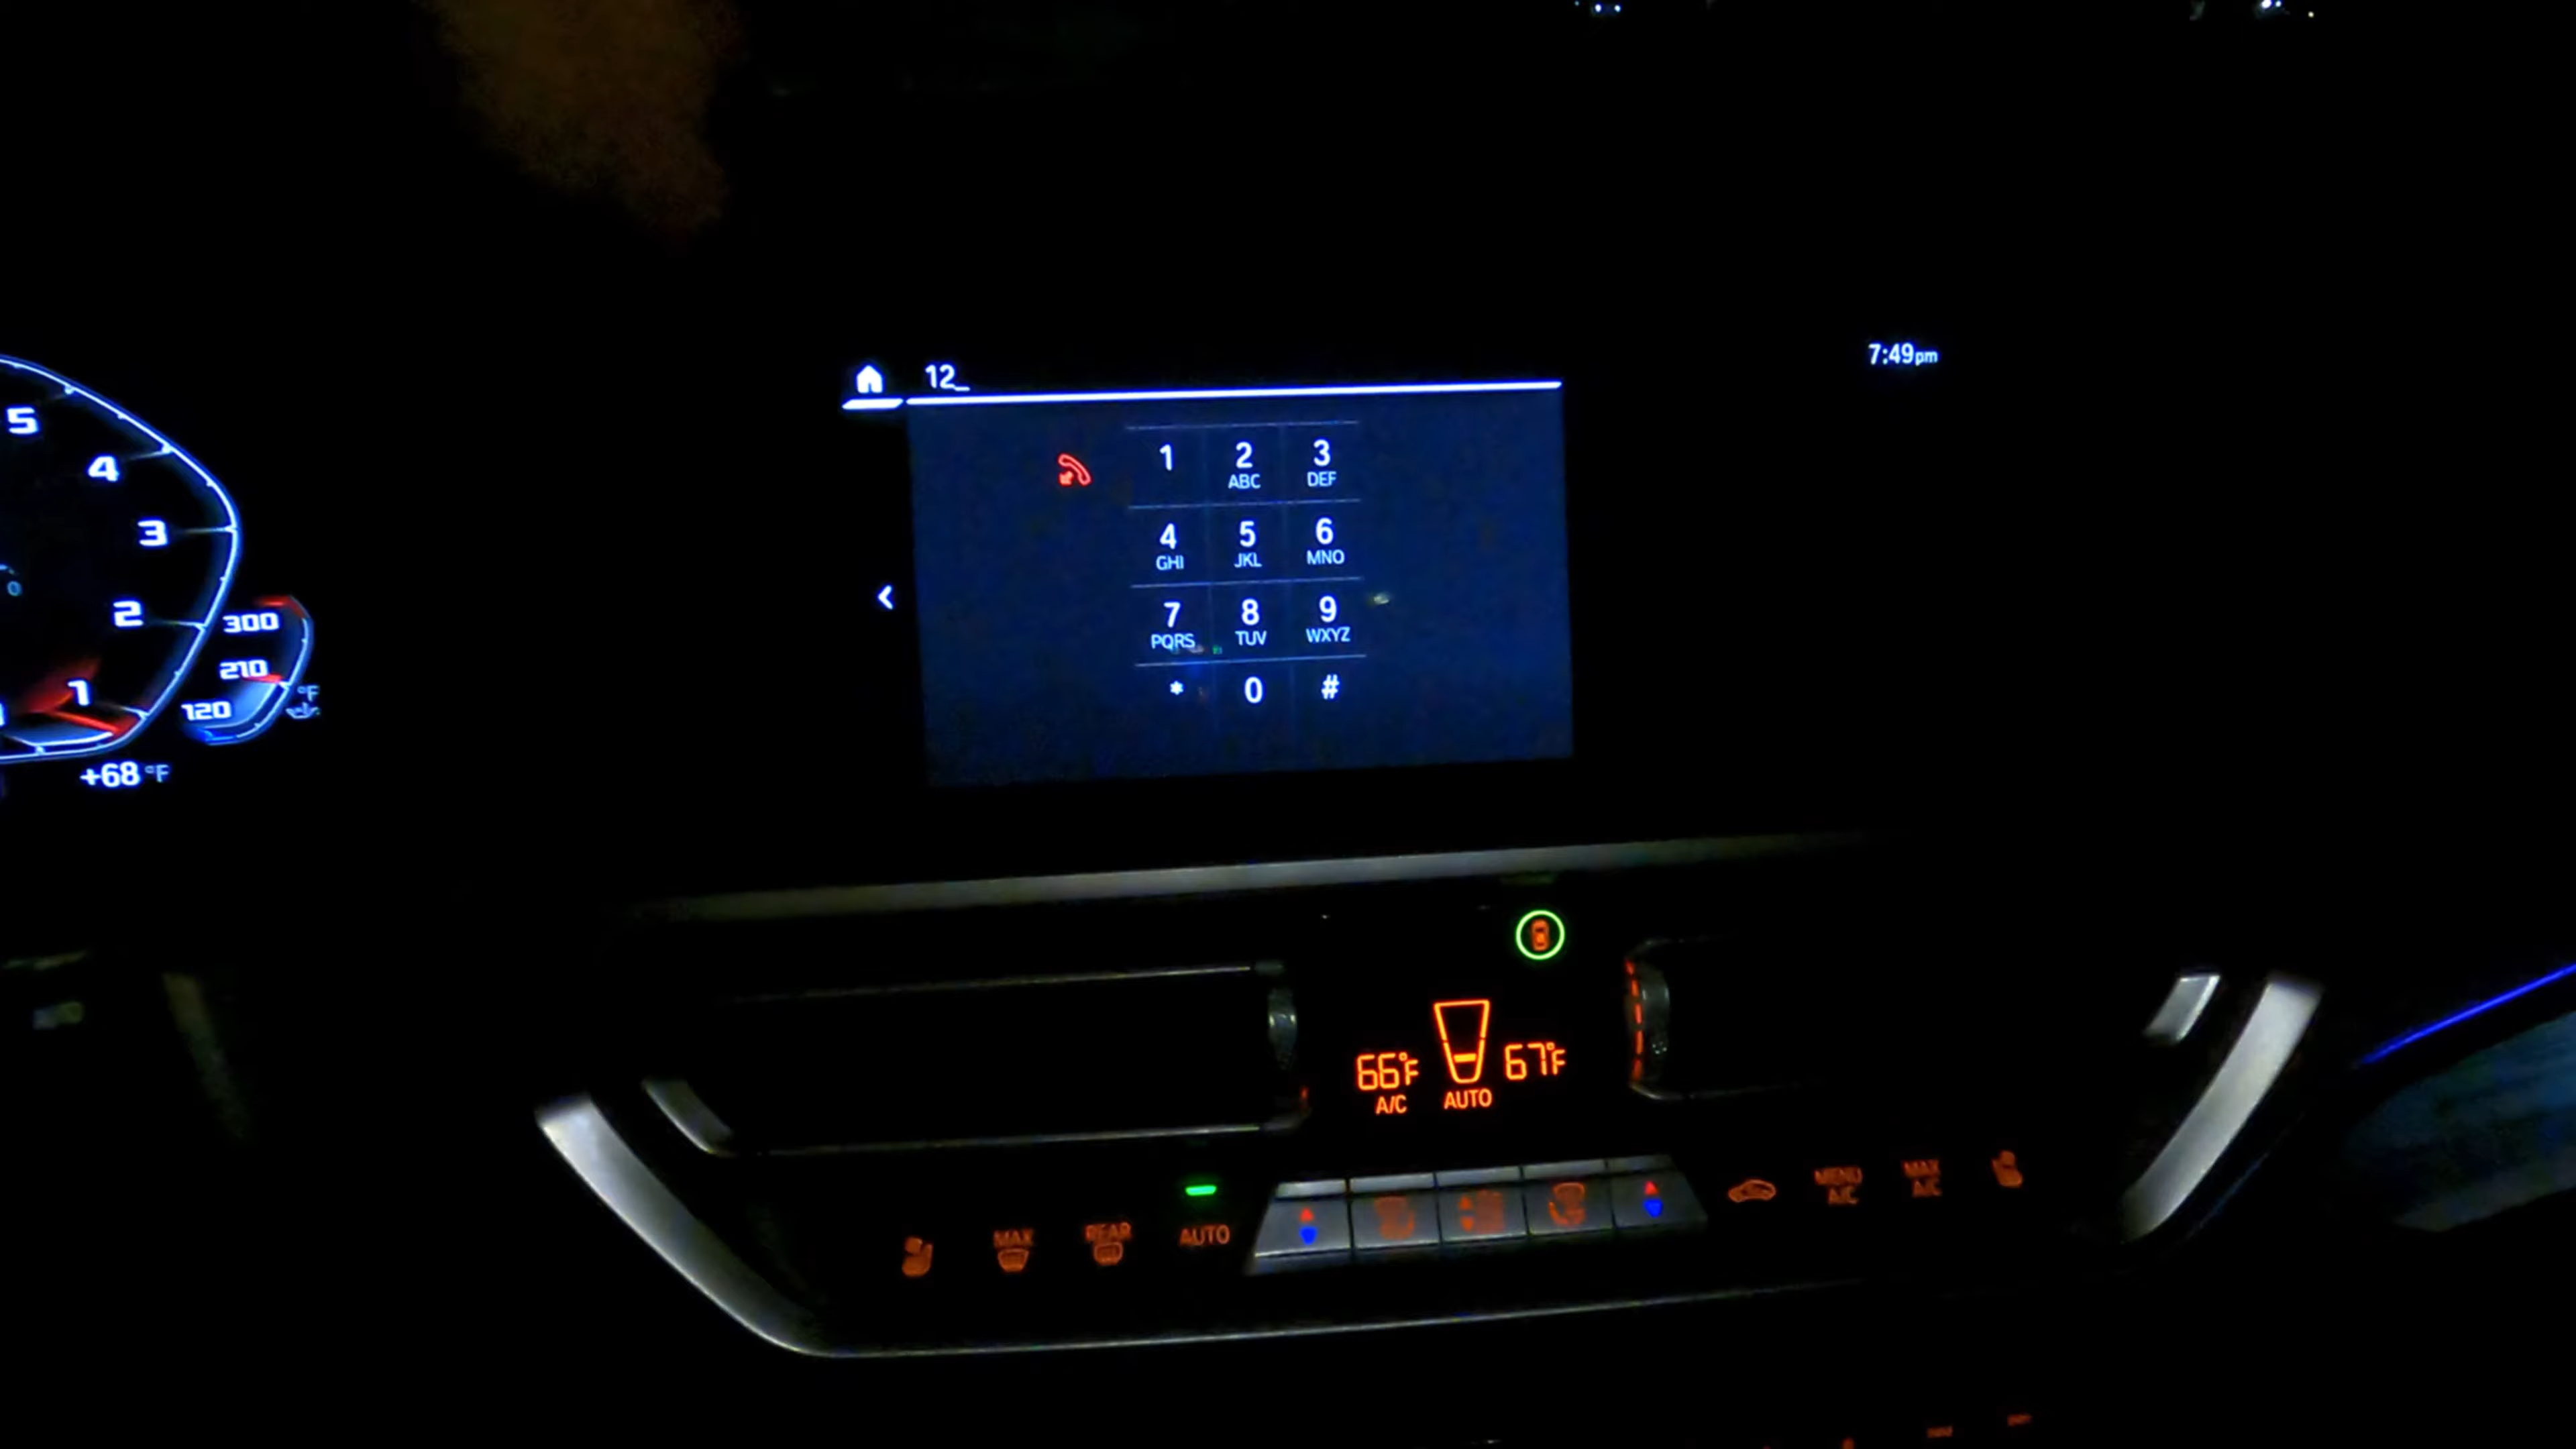 12_
7:49pm
5
4
3
2
1
0
300
210
120
°F
+68 °F
1
2
ABC
3
DEF
4
GHI
5
JKL
6
MNO
7
PQRS
8
TUV
9
WXYZ
*
0
#
66°F
67°F
A/C
AUTO
MAX
REAR
AUTO
MENU
A/C
MAX
A/C